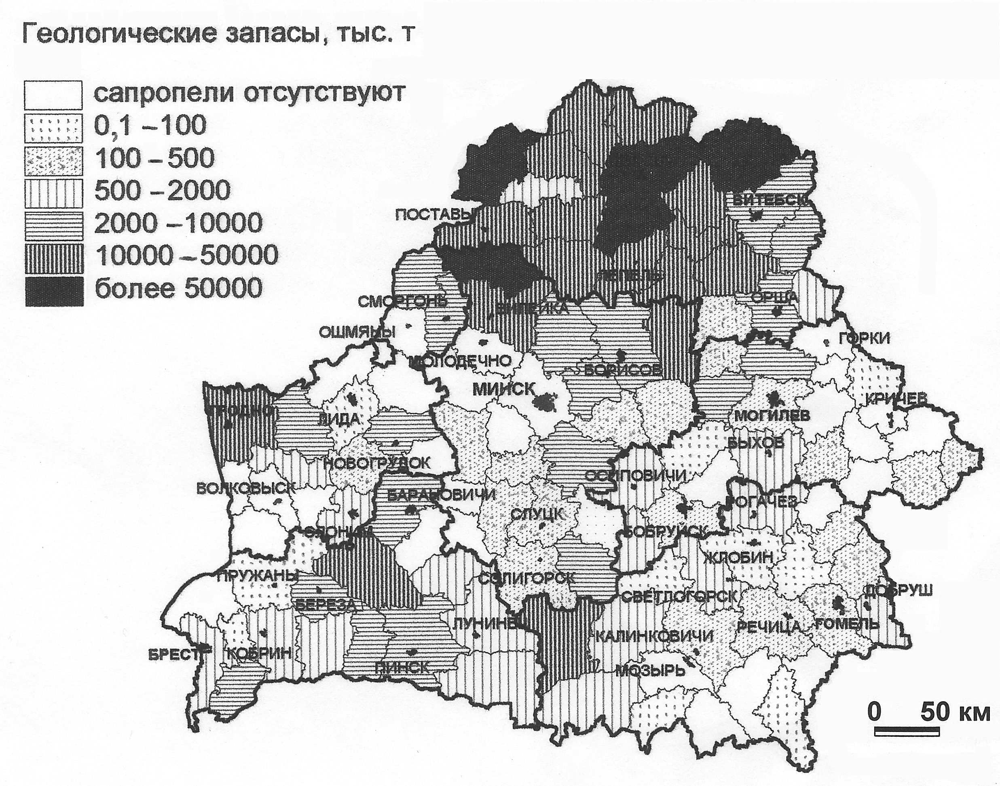 Геологические запасы, тыс. т
сапропели отсутствуют
0,1 – 100
100 – 500
500 – 2000
2000 – 10000
10000 – 50000
более 50000
ВИТЕБСК
ПОСТАВЫ
ЛЕПЕЛЬ
СМОРГОНЬ
ВИЛЕЙКА
ОРША
ОШМЯНЫ
ГОРКИ
МОЛОДЕЧНО
БОРИСОВ
МИНСК
КРИЧЕВ
ГРОДНО
ЛИДА
МОГИЛЕВ
БЫХОВ
НОВОГРУДОК
ОСИПОВИЧИ
ВОЛКОВЫСК
БАРАНОВИЧИ
РОГАЧЕВ
СЛУЦК
СЛОНИМ
БОБРУЙСК
ЖЛОБИН
ПРУЖАНЫ
СОЛИГОРСК
ДОБРУШ
СВЕТЛОГОРСК
БЕРЕЗА
ЛУНИНЕЦ
РЕЧИЦА
ГОМЕЛЬ
КАЛИНКОВИЧИ
БРЕСТ
КОБРИН
ПИНСК
МОЗЫРЬ
0 50 км